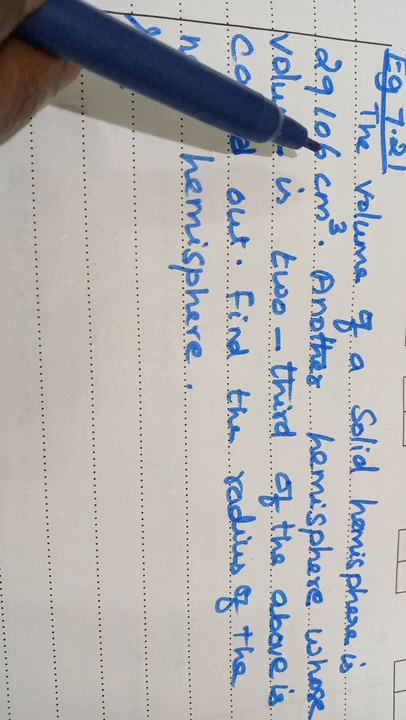 Eg 7.21
The volume of a Solid hemisphere is
29106 cm³. Another hemisphere whose
is two-third of the above is
out. Find the radius of the
hemisphere.